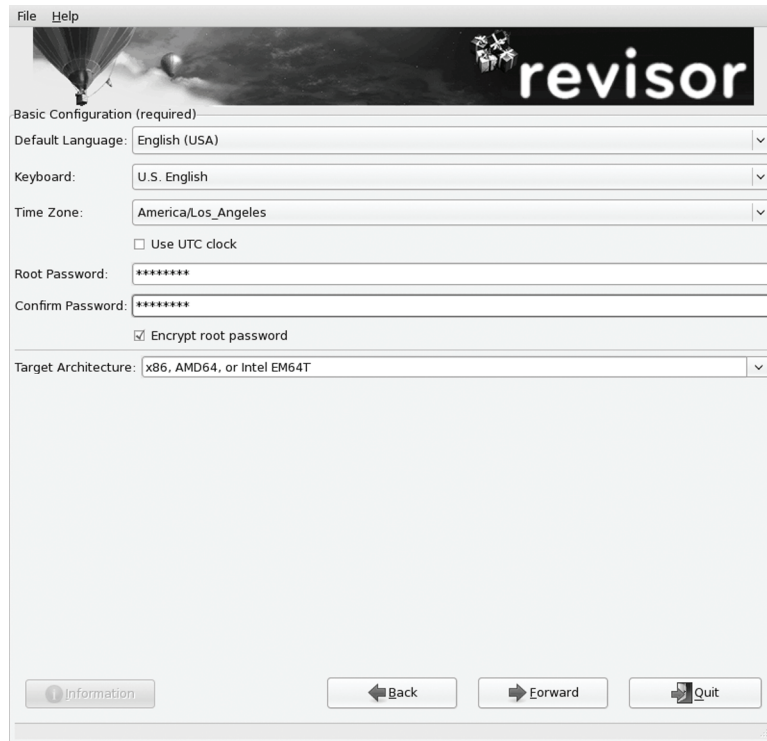 File Help
revisor
Basic Configuration (required)
Default Language: English (USA)
Keyboard: U.S. English
Time Zone: America/Los_Angeles
Use UTC clock
Root Password: ********
Confirm Password: ********
Encrypt root password
Target Architecture: x86, AMD64, or Intel EM64T
Information Back Forward Quit